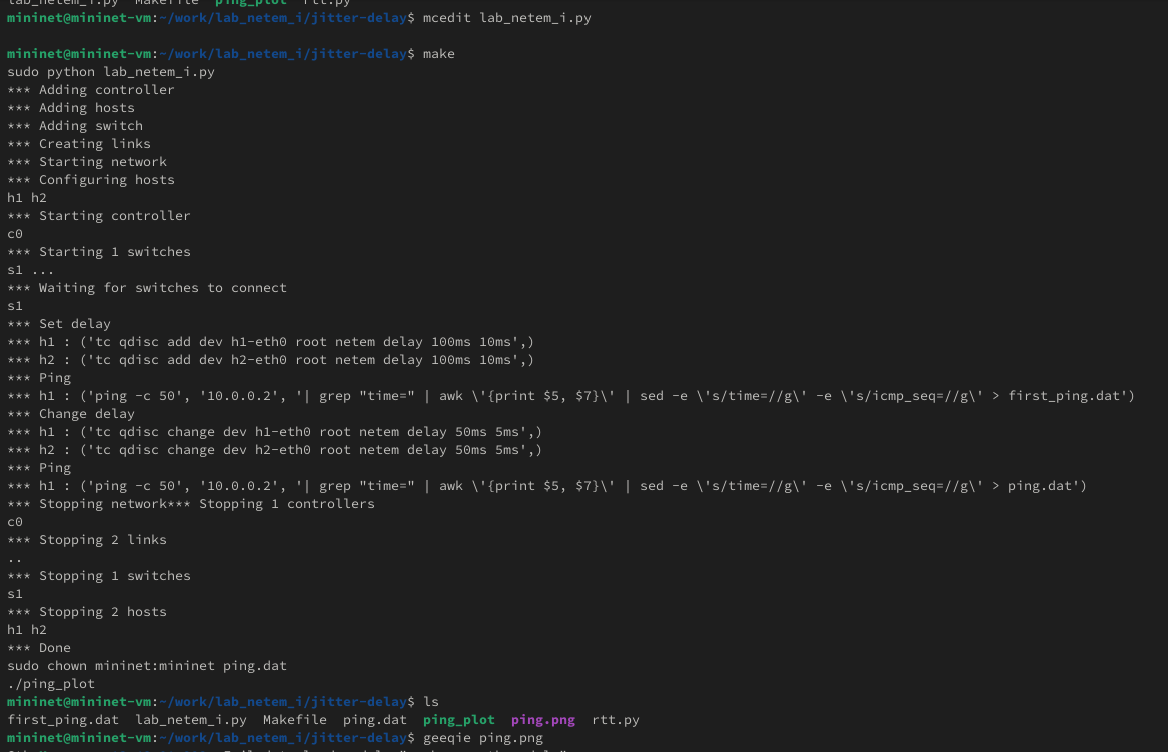 lab_netem_i.py  Makefile  ping_plot  rtt.py
mininet@mininet-vm:~/work/lab_netem_i/jitter-delay$ mcedit lab_netem_i.py
mininet@mininet-vm:~/work/lab_netem_i/jitter-delay$ make
sudo python lab_netem_i.py
*** Adding controller
*** Adding hosts
*** Adding switch
*** Creating links
*** Starting network
*** Configuring hosts
h1 h2
*** Starting controller
c0
*** Starting 1 switches
s1 ...
*** Waiting for switches to connect
s1
*** Set delay
*** h1 : ('tc qdisc add dev h1-eth0 root netem delay 100ms 10ms',)
*** h2 : ('tc qdisc add dev h2-eth0 root netem delay 100ms 10ms',)
*** Ping
*** h1 : ('ping -c 50', '10.0.0.2', '| grep "time=" | awk \'{print $5, $7}\' | sed -e \'s/time=//g\' -e \'s/icmp_seq=//g\' > first_ping.dat')
*** Change delay
*** h1 : ('tc qdisc change dev h1-eth0 root netem delay 50ms 5ms',)
*** h2 : ('tc qdisc change dev h2-eth0 root netem delay 50ms 5ms',)
*** Ping
*** h1 : ('ping -c 50', '10.0.0.2', '| grep "time=" | awk \'{print $5, $7}\' | sed -e \'s/time=//g\' -e \'s/icmp_seq=//g\' > ping.dat')
*** Stopping network*** Stopping 1 controllers
c0
*** Stopping 2 links
..
*** Stopping 1 switches
s1
*** Stopping 2 hosts
h1 h2
*** Done
sudo chown mininet:mininet ping.dat
./ping_plot
mininet@mininet-vm:~/work/lab_netem_i/jitter-delay$ ls
first_ping.dat  lab_netem_i.py  Makefile  ping.dat  ping_plot  ping.png  rtt.py
mininet@mininet-vm:~/work/lab_netem_i/jitter-delay$ geeqie ping.png